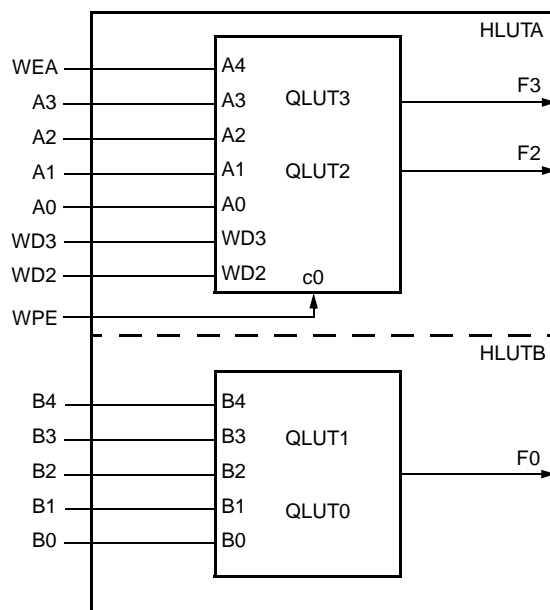 HLUTA
WEA A4
A3 A3 QLUT3 F3
A2 A2
A1 A1 QLUT2 F2
A0 A0
WD3 WD3
WD2 WD2 c0
WPE
HLUTB
B4 B4
B3 B3 QLUT1
B2 B2 F0
B1 B1 QLUT0
B0 B0